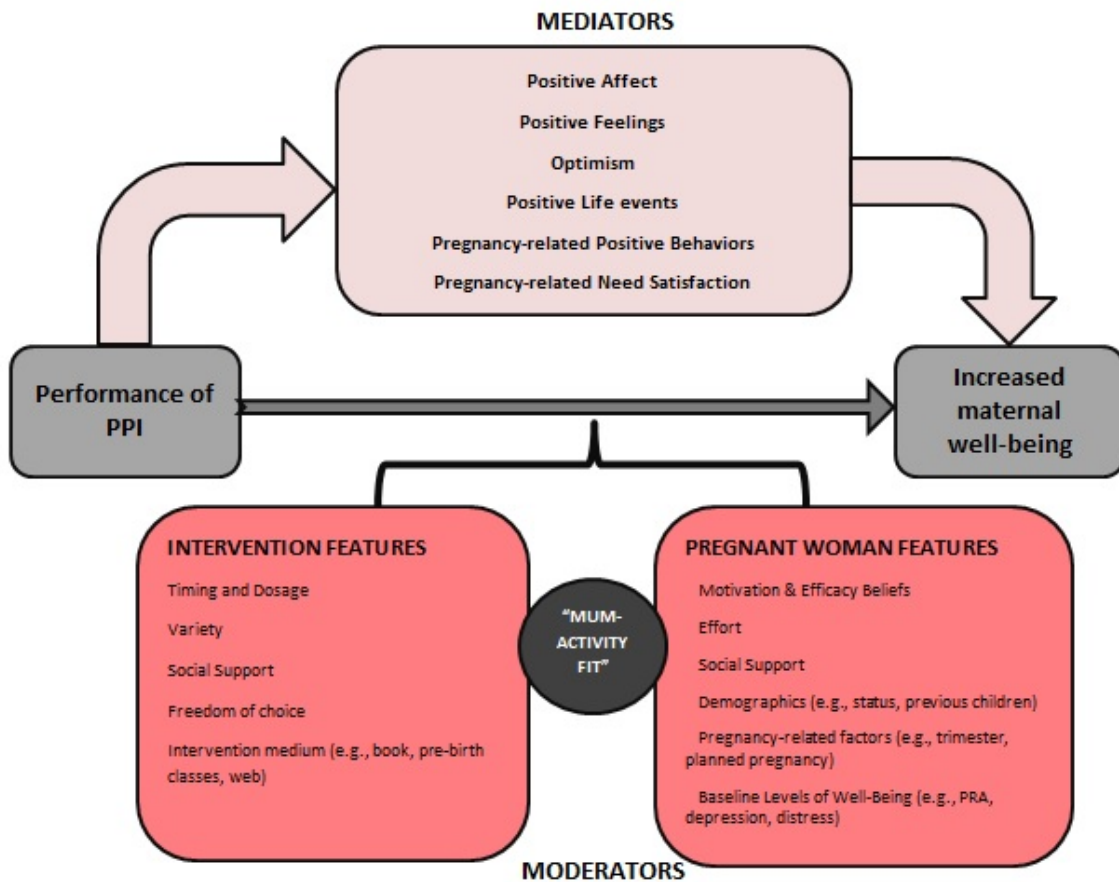 MEDIATORS
Positive Affect
Positive Feelings
Optimism
Positive Life events
Pregnancy-related Positive Behaviors
Pregnancy-related Need Satisfaction
Performance of
PPI
Increased
maternal
well-being
INTERVENTION FEATURES
Timing and Dosage
Variety
Social Support
Freedom of choice
Intervention medium (e.g., book, pre-birth
classes, web)
"MUM-
ACTIVITY
FIT"
PREGNANT WOMAN FEATURES
Motivation & Efficacy Beliefs
Effort
Social Support
Demographics (e.g., status, previous children)
Pregnancy-related factors (e.g., trimester,
planned pregnancy)
Baseline Levels of Well-Being (e.g., PRA,
depression, distress)
MODERATORS